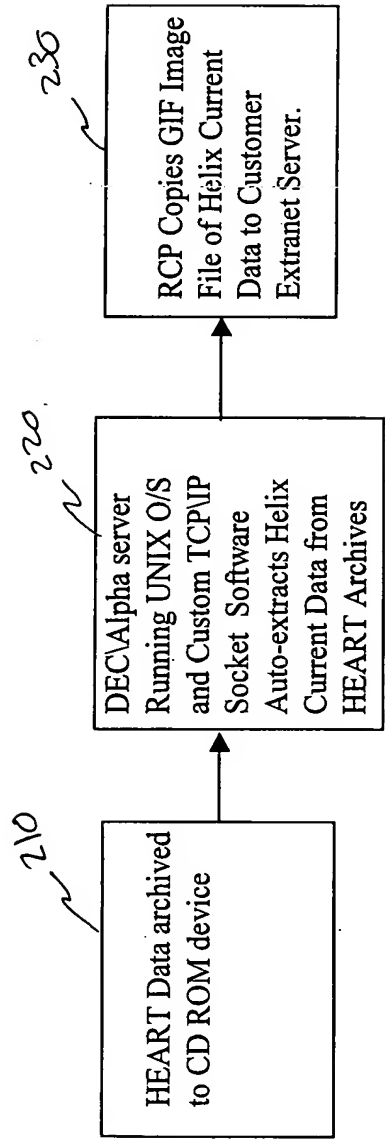 210
HEART Data archived
to CD ROM device
220.
DEC\Alpha server
Running UNIX O/S
and Custom TCP\IP
Socket Software
Auto-extracts Helix
Current Data from
HEART Archives
230
RCP Copies GIF Image
File of Helix Current
Data to Customer
Extranet Server.